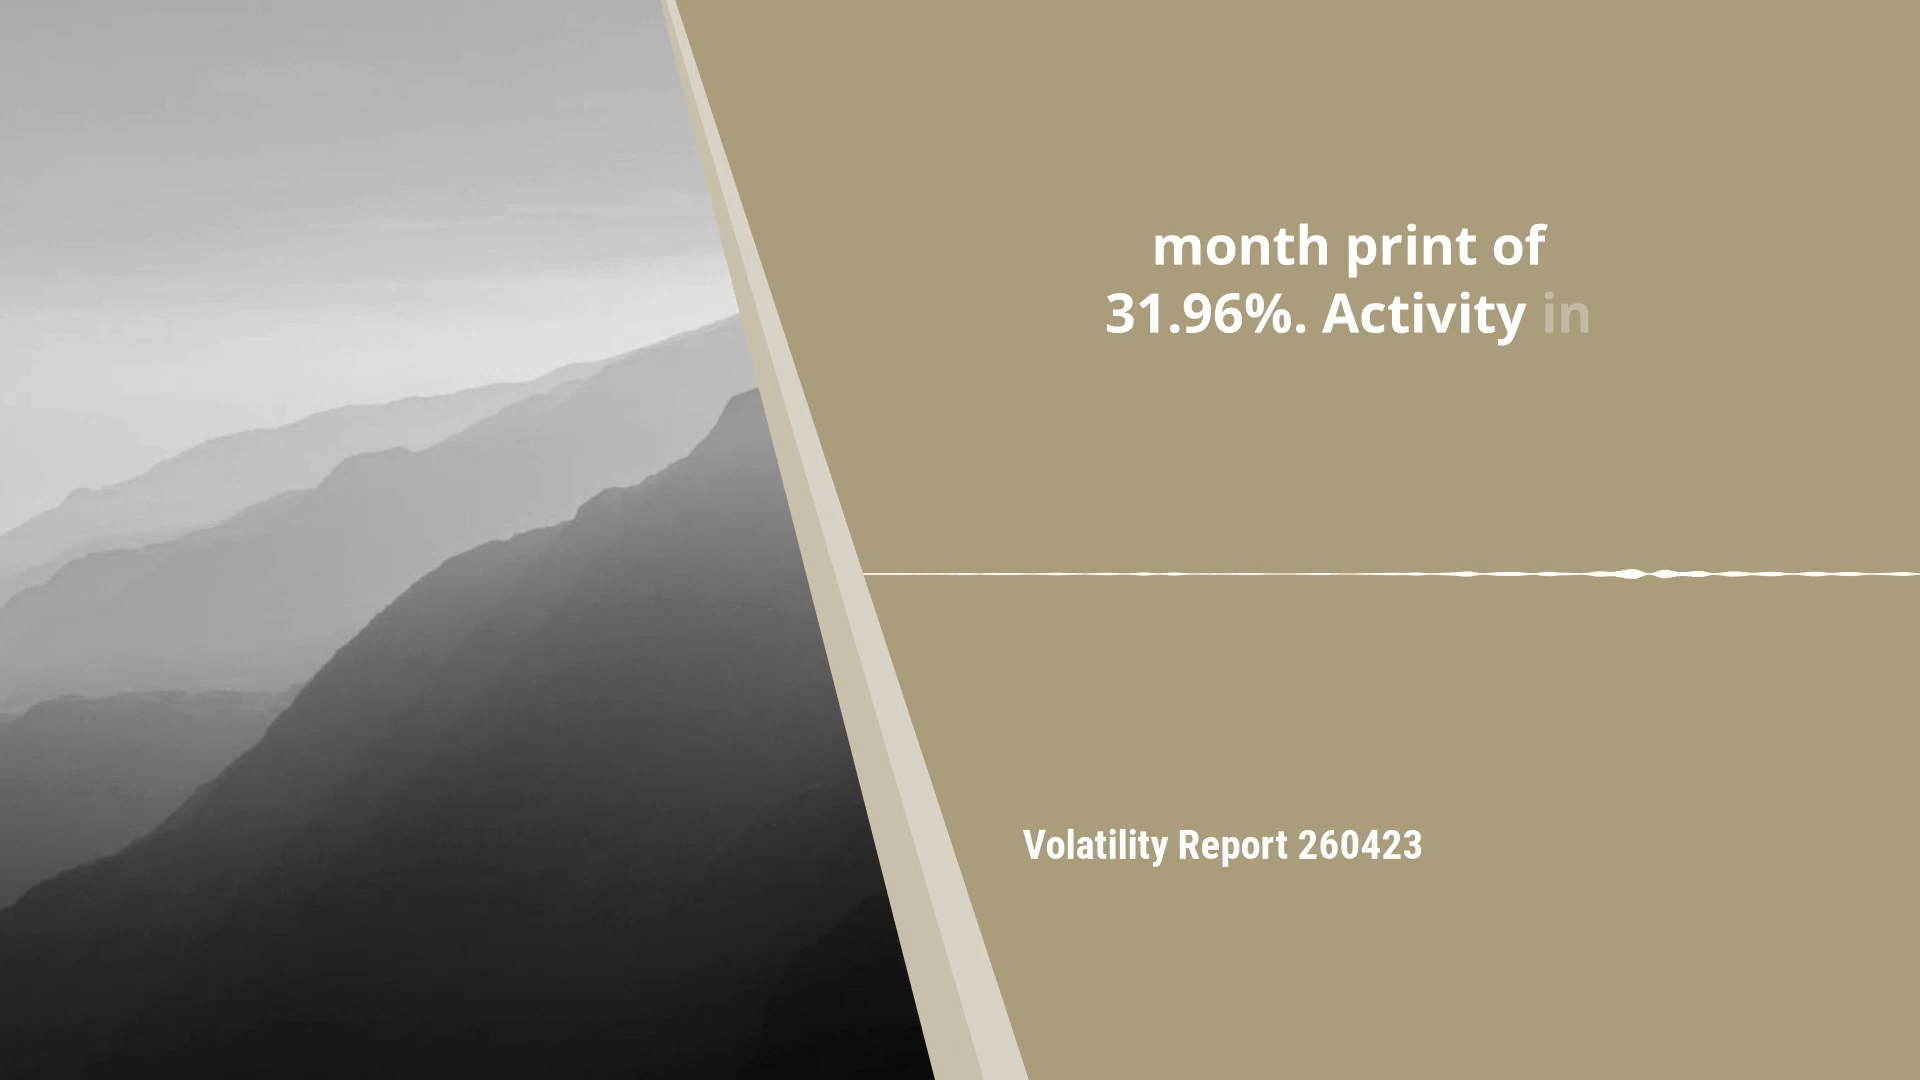 month print of
31.96%. Activity in
Volatility Report 260423